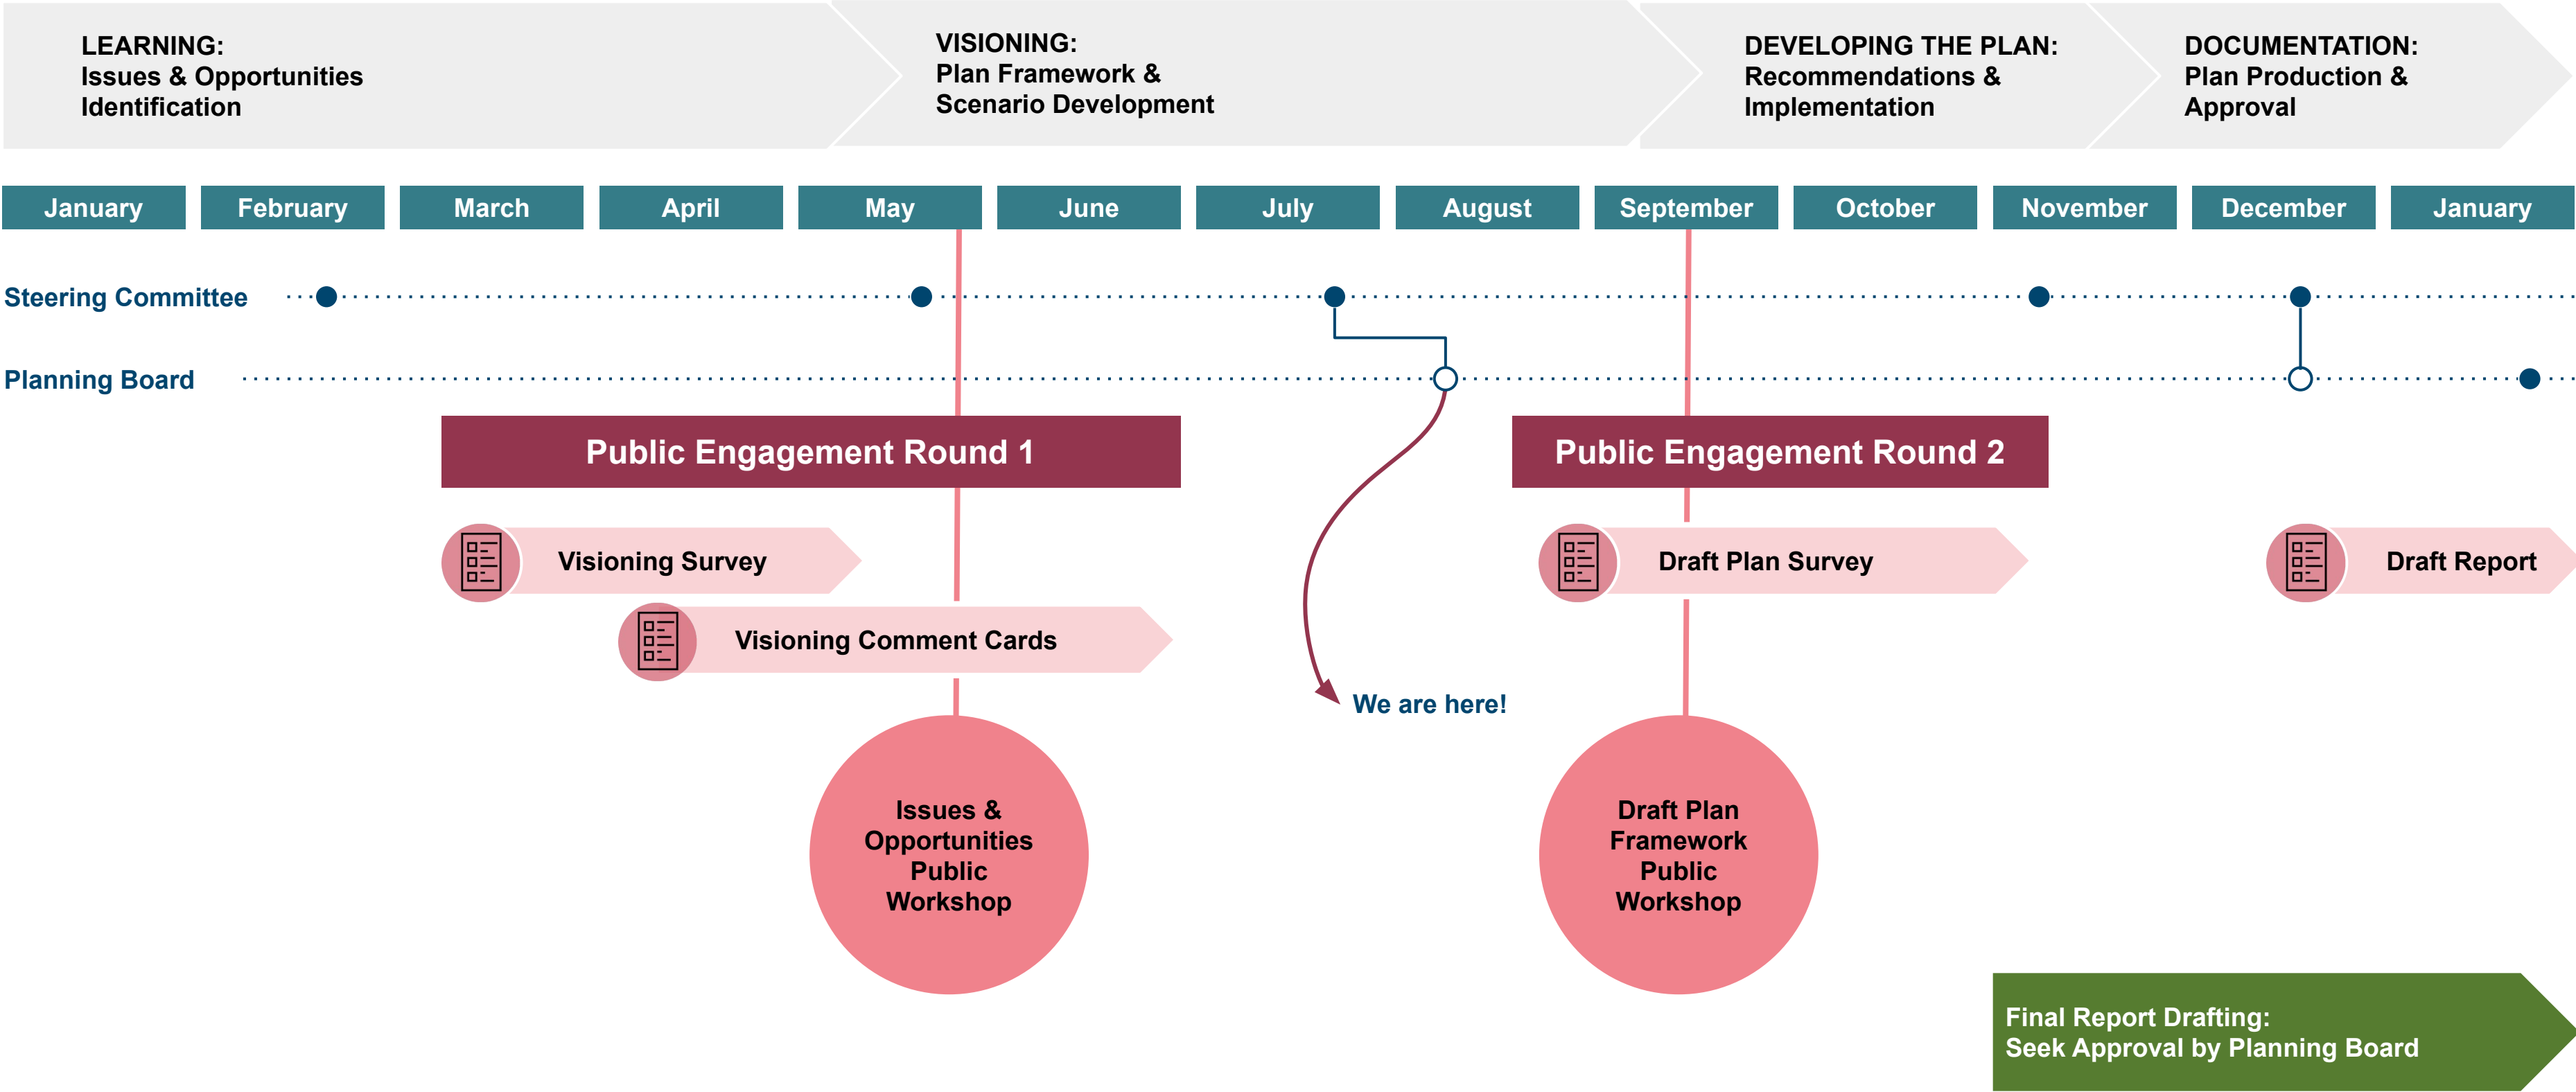 LEARNING:
Issues & Opportunities
Identification
VISIONING:
Plan Framework &
Scenario Development
DEVELOPING THE PLAN:
Recommendations &
Implementation
DOCUMENTATION:
Plan Production &
Approval
January
February
March
April
May
June
July
August
September
October
November
December
January
Steering Committee
Planning Board
Public Engagement Round 1
Public Engagement Round 2
Visioning Survey
Draft Plan Survey
Draft Report
Visioning Comment Cards
We are here!
Issues &
Opportunities
Public
Workshop
Draft Plan
Framework
Public
Workshop
Final Report Drafting:
Seek Approval by Planning Board